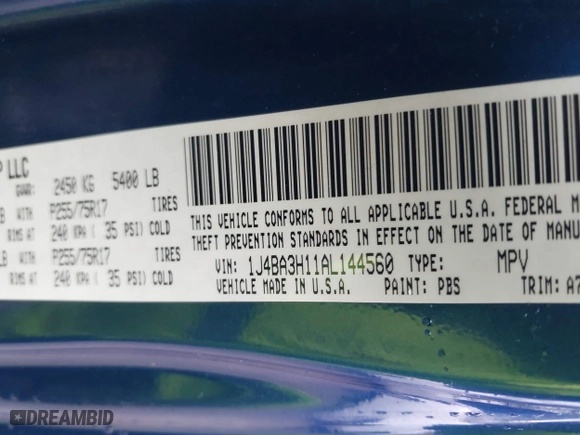 P LLC
GVWR: 2450 KG 5400 LB
LB WITH P255/75R17 TIRES
RIMS AT 240 KPA ( 35 PSI) COLD
LB WITH P255/75R17 TIRES
RIMS AT 240 KPA ( 35 PSI) COLD
THIS VEHICLE CONFORMS TO ALL APPLICABLE U.S.A. FEDERAL M
THEFT PREVENTION STANDARDS IN EFFECT ON THE DATE OF MANU
VIN: 1J4BA3H11AL144560 TYPE: MPV
VEHICLE MADE IN U.S.A. PAINT: PBS TRIM: A7
DREAMBID